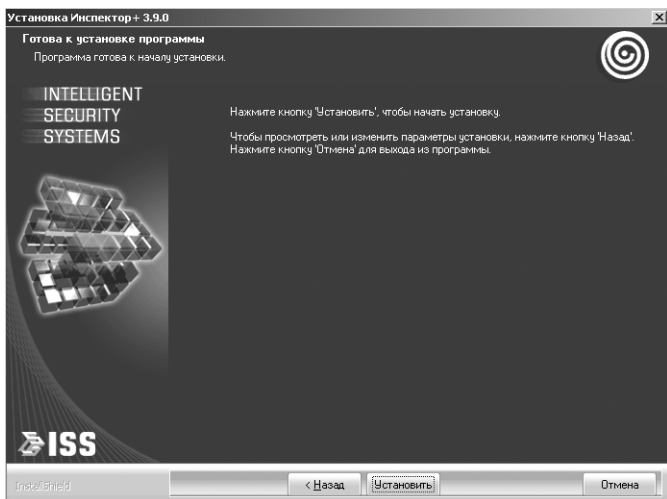 Установка Инспектор+ 3.9.0
Готова к установке программы
Программа готова к началу установки.
INTELLIGENT
SECURITY
SYSTEMS
Нажмите кнопку 'Установить', чтобы начать установку.
Чтобы просмотреть или изменить параметры установки, нажмите кнопку 'Назад'.
Нажмите кнопку 'Отмена' для выхода из программы.
ISS
InstallShield
< Назад
Установить
Отмена